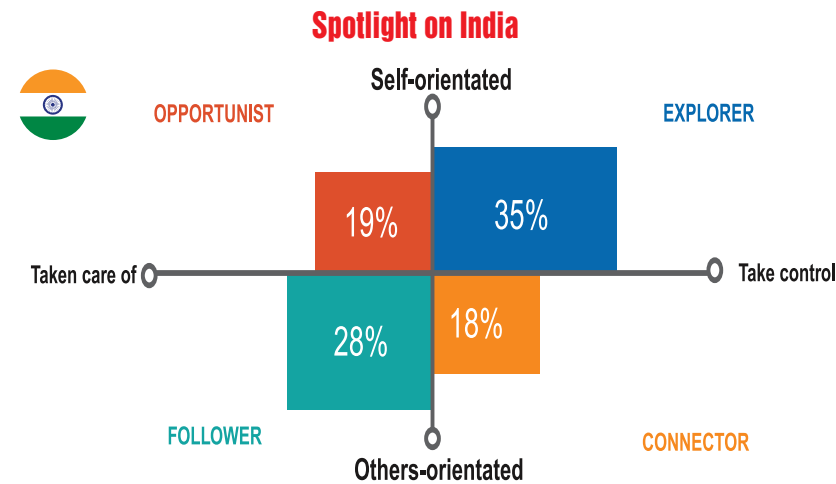 Spotlight on India
Self-orientated
OPPORTUNIST
EXPLORER
19%
35%
Taken care of
Take control
28%
18%
FOLLOWER
CONNECTOR
Others-orientated